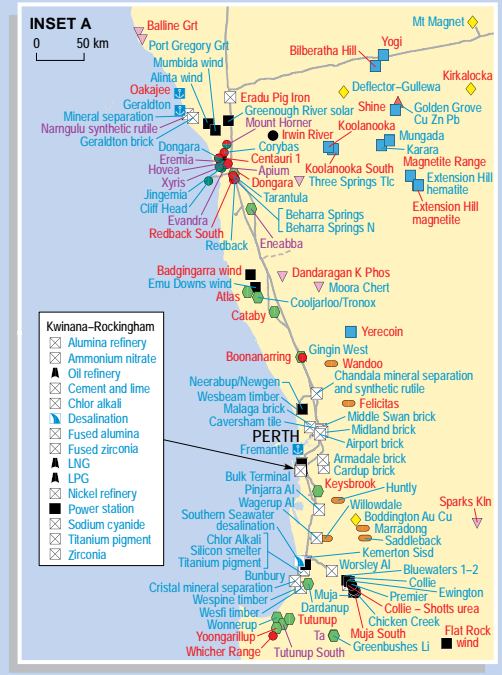 INSET A
0 50 km
Balline Grt
Port Gregory Grt
Mumbida wind
Alinta wind
Oakajee
Geraldton
Mineral separation
Narngulu synthetic rutile
Geraldton brick
Eradu Pig Iron
Greenough River solar
Mount Horner
Irwin River
Dongara
Eremia
Hovea
Xyris
Jingemia
Cliff Head
Evandra
Redback South
Redback
Corybas
Centauri 1
Apium
Dongara
Tarantula
Beharra Springs
Beharra Springs N
Eneabba
Mt Magnet
Yogi
Bilberatha Hill
Kirkalocka
Deflector-Gullewa
Shine
Golden Grove
Cu Zn Pb
Koolanooka
Mungada
Karara
Koolanooka South
Three Springs Tlc
Magnetite Range
Extension Hill
hematite
Extension Hill
magnetite
Badgingarra wind
Emu Downs wind
Atlas
Cataby
Dandaragan K Phos
Moora Chert
Cooljarloo/Tronox
Yerecoin
Boonanarring
Gingin West
Wandoo
Neerabup/Newgen
Wesbeam timber
Malaga brick
Caversham tile
PERTH
Fremantle
Chandala mineral separation
and synthetic rutile
Felicitas
Middle Swan brick
Midland brick
Airport brick
Armadale brick
Cardup brick
Bulk Terminal
Pinjarra Al
Wagerup Al
Southern Seawater
desalination
Keysbrook
Huntly
Willowdale
Boddington Au Cu
Marradong
Saddleback
Sparks Kln
Chlor Alkali
Silicon smelter
Titanium pigment
Kemerton Sisd
Worsley Al
Bunbury
Cristal mineral separation
Wespine timber
Wesfi timber
Wonnerup
Yoongarillup
Whicher Range
Muja
Dardanup
Tutunup
Tutunup South
Bluewaters 1–2
Collie
Ewington
Premier
Collie – Shotts urea
Chicken Creek
Muja South
Ta
Greenbushes Li
Flat Rock
wind
Kwinana–Rockingham
Alumina refinery
Ammonium nitrate
Oil refinery
Cement and lime
Chlor alkali
Desalination
Fused alumina
Fused zirconia
LNG
LPG
Nickel refinery
Power station
Sodium cyanide
Titanium pigment
Zirconia